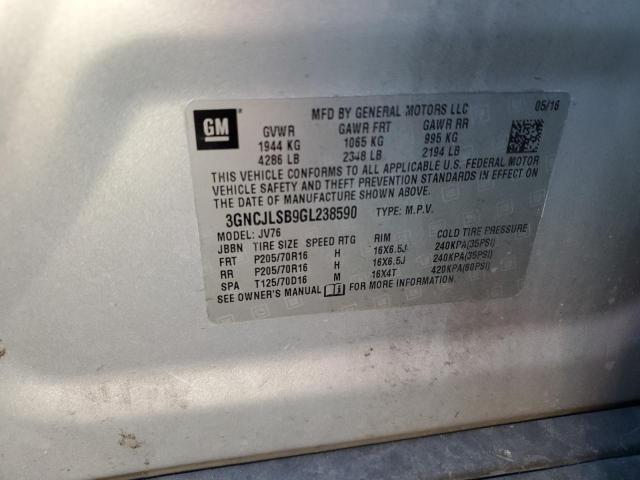 GM
MFD BY GENERAL MOTORS LLC 05/16
GVWR GAWR FRT GAWR RR
1944 KG 1065 KG 995 KG
4286 LB 2348 LB 2194 LB
THIS VEHICLE CONFORMS TO ALL APPLICABLE U.S. FEDERAL MOTOR
VEHICLE SAFETY AND THEFT PREVENTION STANDARDS IN EFFECT ON
THE DATE OF MANUFACTURE SHOWN ABOVE.
3GNCJLSB9GL238590 TYPE: M.P.V.
MODEL: JV76
JBBN TIRE SIZE SPEED RTG RIM COLD TIRE PRESSURE
FRT P205/70R16 H 16X6.5J 240KPA(35PSI)
RR P205/70R16 H 16X6.5J 240KPA(35PSI)
SPA T125/70D16 M 16X4T 420KPA(60PSI)
SEE OWNER'S MANUAL FOR MORE INFORMATION.